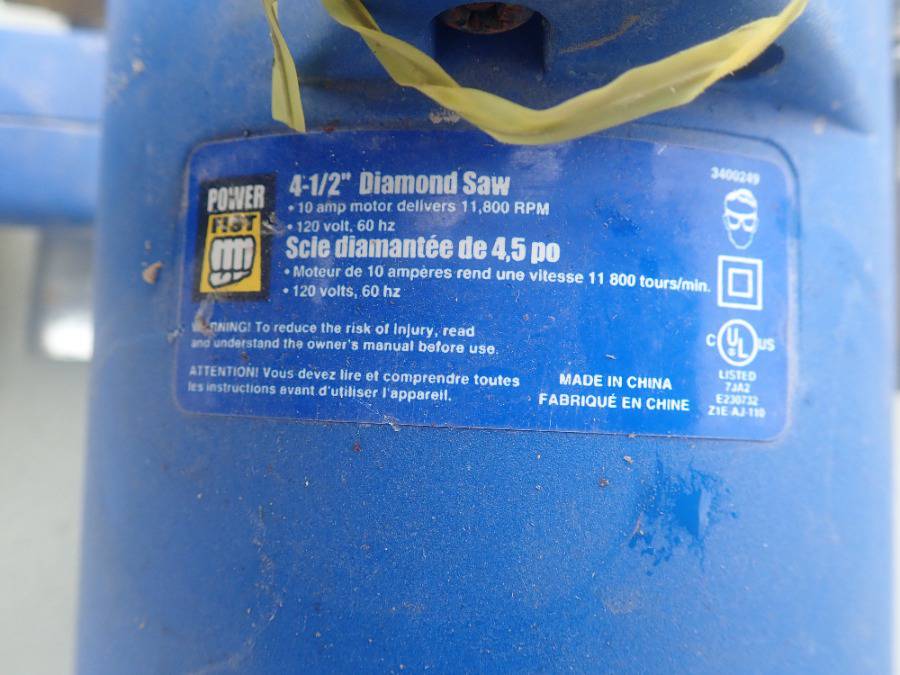 POWER
FIST
4-1/2" Diamond Saw
• 10 amp motor delivers 11,800 RPM
• 120 volt, 60 hz
Scie diamantée de 4,5 po
• Moteur de 10 ampères rend une vitesse 11 800 tours/min.
• 120 volts, 60 hz
WARNING! To reduce the risk of injury, read
and understand the owner's manual before use.
ATTENTION! Vous devez lire et comprendre toutes
les instructions avant d'utiliser l'appareil.
MADE IN CHINA
FABRIQUÉ EN CHINE
3400249
C UL US
LISTED
7JA2
E230732
Z1E-AJ-110